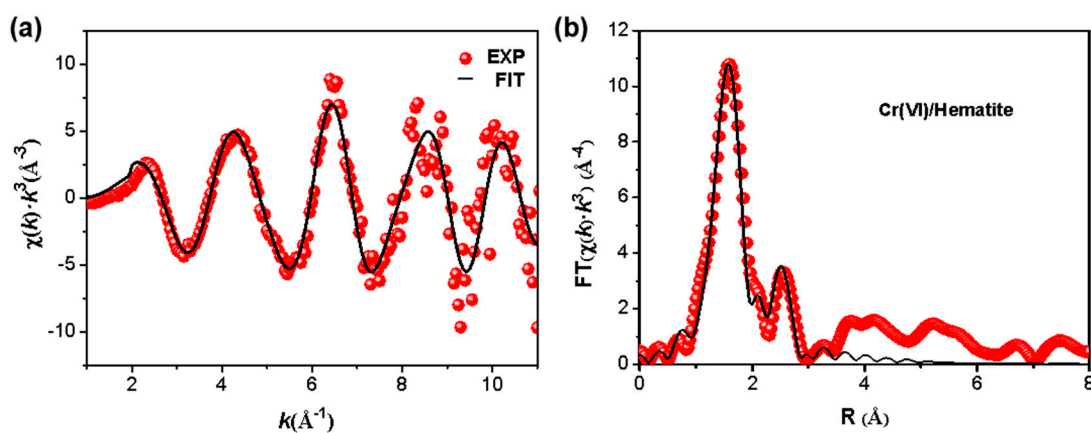 (a)
EXP
FIT
χ(k)·k³(Å⁻³)
10
5
0
-5
-10
2
4
6
8
10
k(Å⁻¹)
(b)
Cr(VI)/Hematite
FT(χ(k)·k³) (Å⁻⁴)
12
10
8
6
4
2
0
0
2
4
6
8
R (Å)